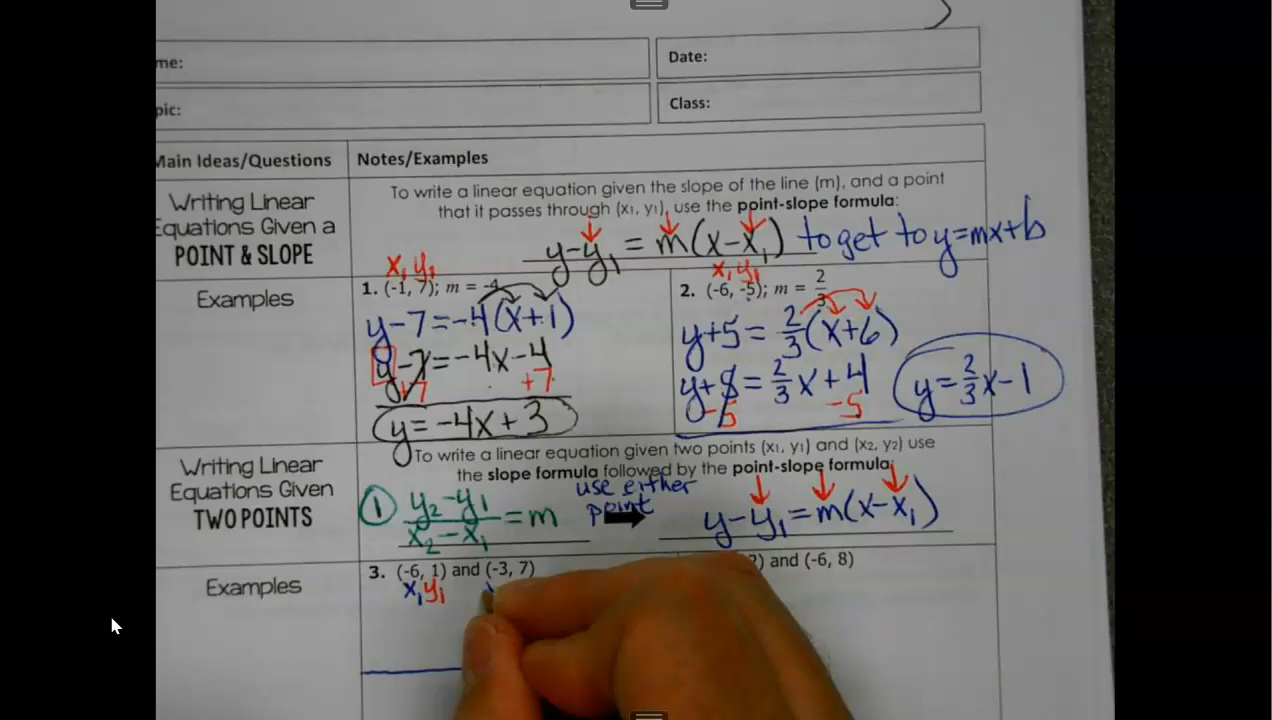 me:
Date:
pic:
Class:
Main Ideas/Questions
Notes/Examples
Writing Linear
Equations Given a
POINT & SLOPE
To write a linear equation given the slope of the line (m), and a point
that it passes through (x₁, y₁), use the point-slope formula:
y-y₁ = m(x-x₁) to get to y=mx+b
Examples
x₁ y₁
1. (-1, 7); m = -4
y-7=-4(x+1)
y-7=-4x-4
+7 +7
y=-4x+3
x₁ y₁
2. (-6, -5); m = 2/3
y+5 = 2/3(x+6)
y+5 = 2/3x+4
-5 -5
y=2/3x-1
Writing Linear
Equations Given
TWO POINTS
To write a linear equation given two points (x₁, y₁) and (x₂, y₂) use
the slope formula followed by the point-slope formula:
① y₂-y₁/x₂-x₁ = m
use either
point
y-y₁=m(x-x₁)
Examples
3. (-6, 1) and (-3, 7)
x₁ y₁
) and (-6, 8)